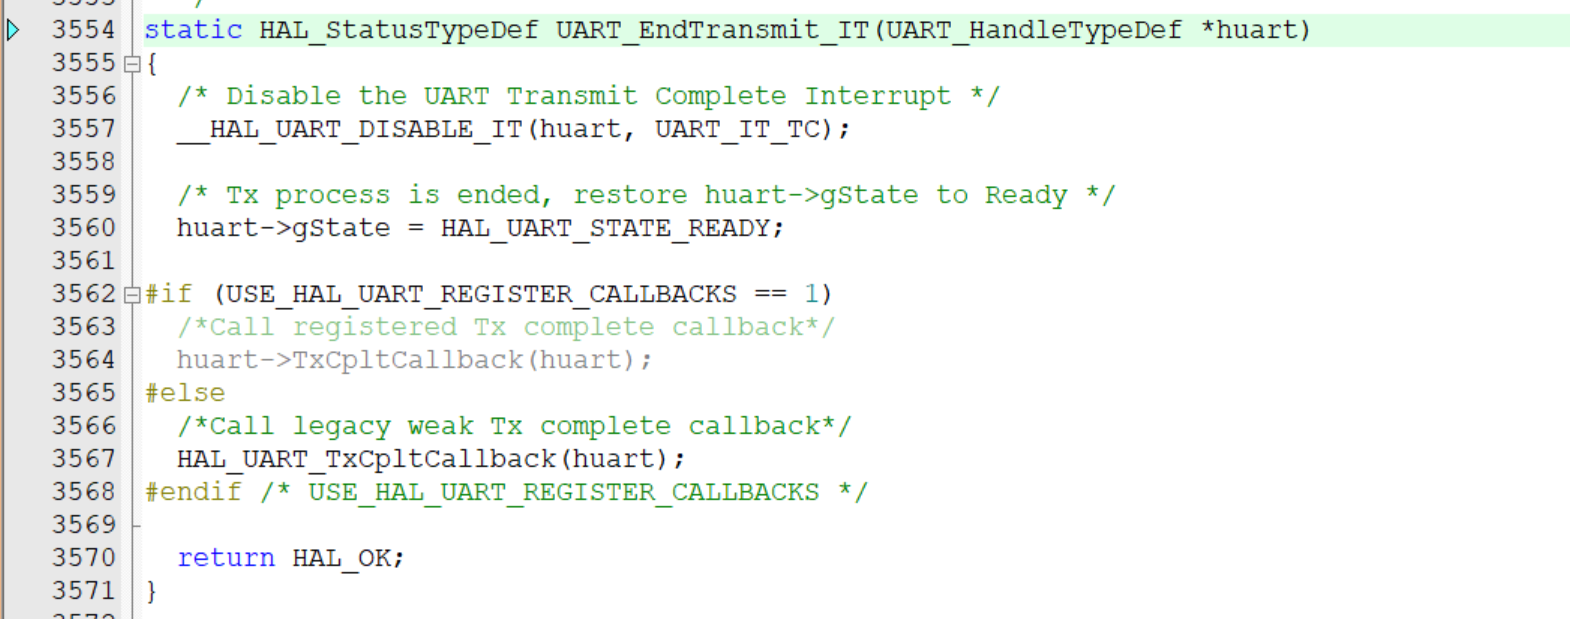 3554 static HAL_StatusTypeDef UART_EndTransmit_IT(UART_HandleTypeDef *huart)
3555 {
3556   /* Disable the UART Transmit Complete Interrupt */
3557   __HAL_UART_DISABLE_IT(huart, UART_IT_TC);
3558
3559   /* Tx process is ended, restore huart->gState to Ready */
3560   huart->gState = HAL_UART_STATE_READY;
3561
3562 #if (USE_HAL_UART_REGISTER_CALLBACKS == 1)
3563   /*Call registered Tx complete callback*/
3564   huart->TxCpltCallback(huart);
3565 #else
3566   /*Call legacy weak Tx complete callback*/
3567   HAL_UART_TxCpltCallback(huart);
3568 #endif /* USE_HAL_UART_REGISTER_CALLBACKS */
3569
3570   return HAL_OK;
3571 }